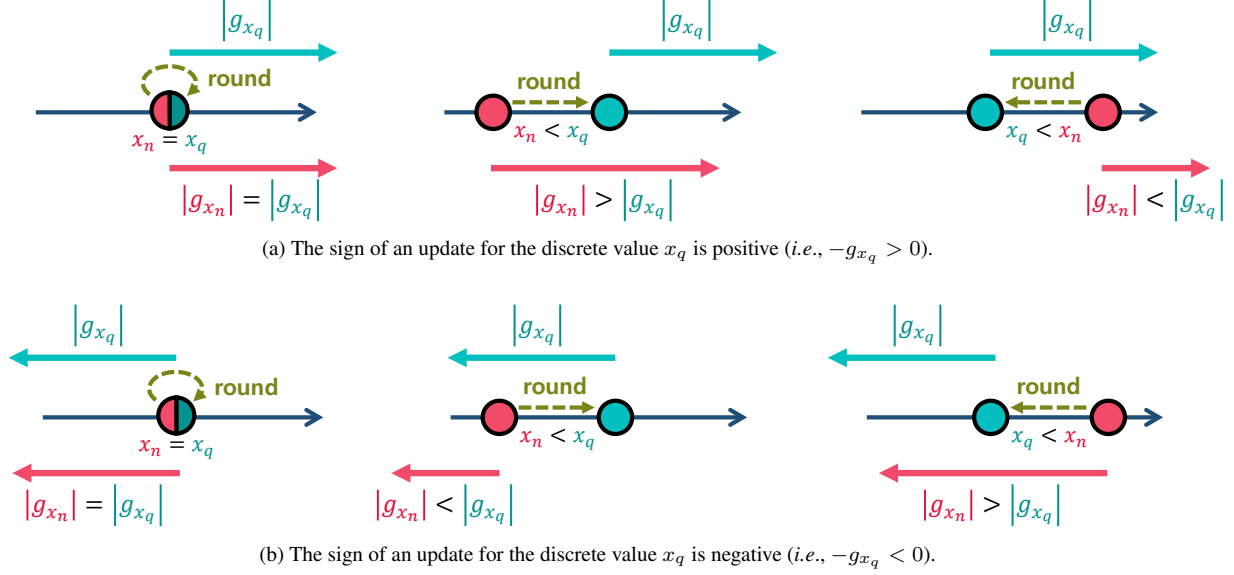 |g_{x_q}| |g_{x_q}| |g_{x_q}|
round round round
x_n = x_q x_n < x_q x_q < x_n
|g_{x_n}| = |g_{x_q}| |g_{x_n}| > |g_{x_q}| |g_{x_n}| < |g_{x_q}|
(a) The sign of an update for the discrete value x_q is positive (i.e., −g_{x_q} > 0).
|g_{x_q}| |g_{x_q}| |g_{x_q}|
round round round
x_n = x_q x_n < x_q x_q < x_n
|g_{x_n}| = |g_{x_q}| |g_{x_n}| < |g_{x_q}| |g_{x_n}| > |g_{x_q}|
(b) The sign of an update for the discrete value x_q is negative (i.e., −g_{x_q} < 0).